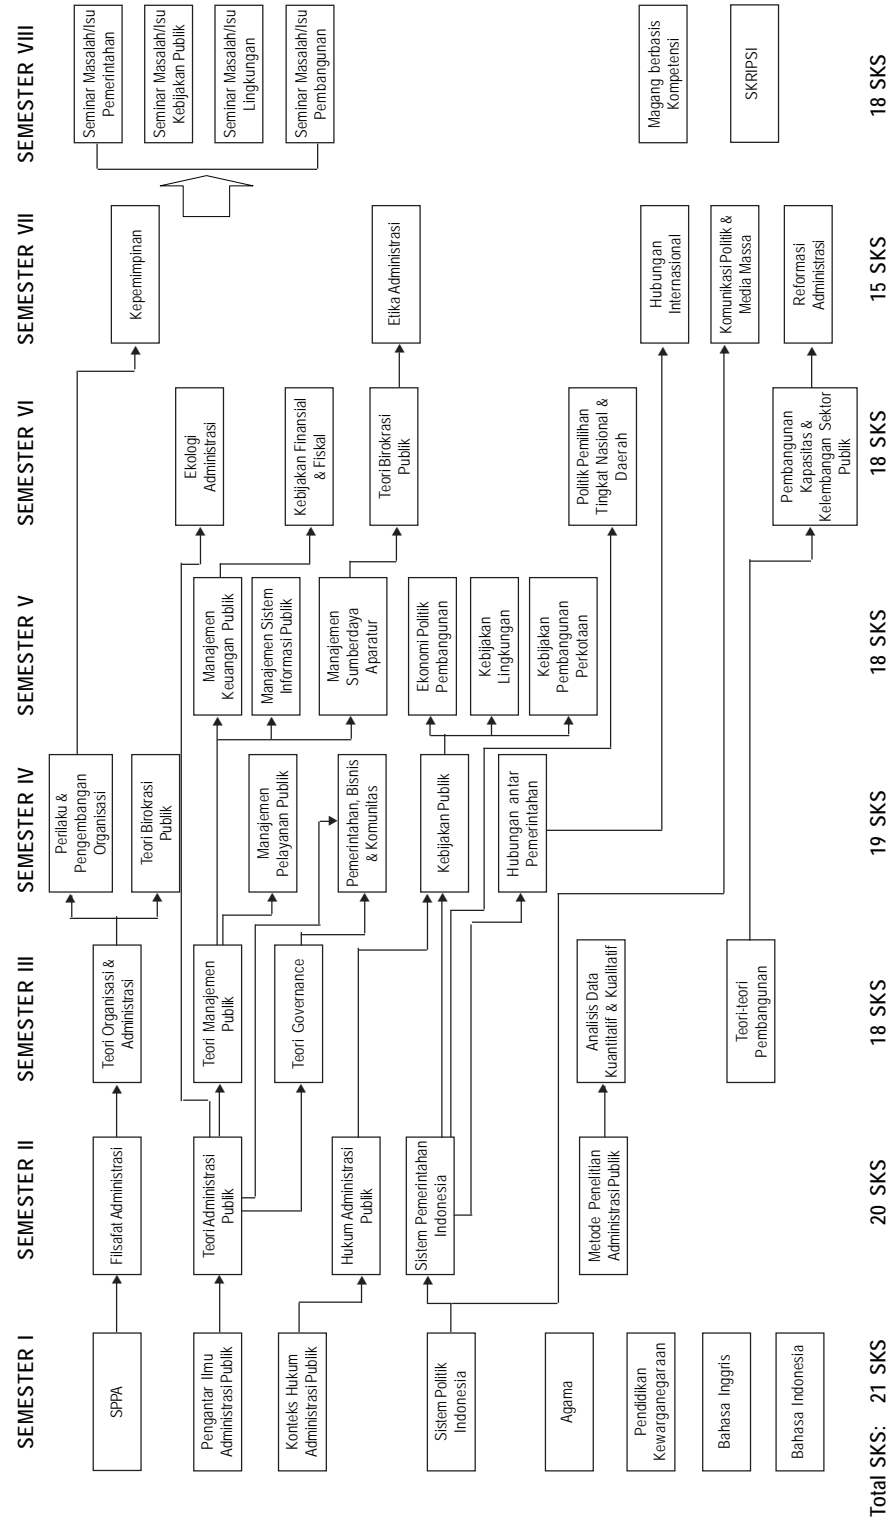 SEMESTER I
SPPA
Pengantar Ilmu
Administrasi Publik
Konteks Hukum
Administrasi Publik
Sistem Politik
Indonesia
Agama
Pendidikan
Kewarganegaraan
Bahasa Inggris
Bahasa Indonesia
Total SKS: 21 SKS
SEMESTER II
Filsafat Administrasi
Teori Administrasi
Publik
Hukum Administrasi
Publik
Sistem Pemerintahan
Indonesia
Metode Penelitian
Administrasi Publik
20 SKS
SEMESTER III
Teori Organisasi &
Administrasi
Teori Manajemen
Publik
Teori Governance
Analisis Data
Kuantitatif & Kualitatif
Teori-teori
Pembangunan
18 SKS
SEMESTER IV
Perilaku &
Pengembangan
Organisasi
Teori Birokrasi
Publik
Manajemen
Pelayanan Publik
Pemerintahan, Bisnis
& Komunitas
Kebijakan Publik
Hubungan antar
Pemerintahan
19 SKS
SEMESTER V
Manajemen
Keuangan Publik
Manajemen Sistem
Informasi Publik
Manajemen
Sumberdaya
Aparatur
Ekonomi Politik
Pembangunan
Kebijakan
Lingkungan
Kebijakan
Pembangunan
Perkotaan
18 SKS
SEMESTER VI
Ekologi
Administrasi
Kebijakan Finansial
& Fiskal
Teori Birokrasi
Publik
Politik Pemilihan
Tingkat Nasional &
Daerah
Pembangunan
Kapasitas &
Kelembangan Sektor
Publik
18 SKS
SEMESTER VII
Kepemimpinan
Etika Administrasi
Hubungan
Internasional
Komunikasi Politik &
Media Massa
Reformasi
Administrasi
15 SKS
SEMESTER VIII
Seminar Masalah/Isu
Pemerintahan
Seminar Masalah/Isu
Kebijakan Publik
Seminar Masalah/Isu
Lingkungan
Seminar Masalah/Isu
Pembangunan
Magang berbasis
Kompetensi
SKRIPSI
18 SKS